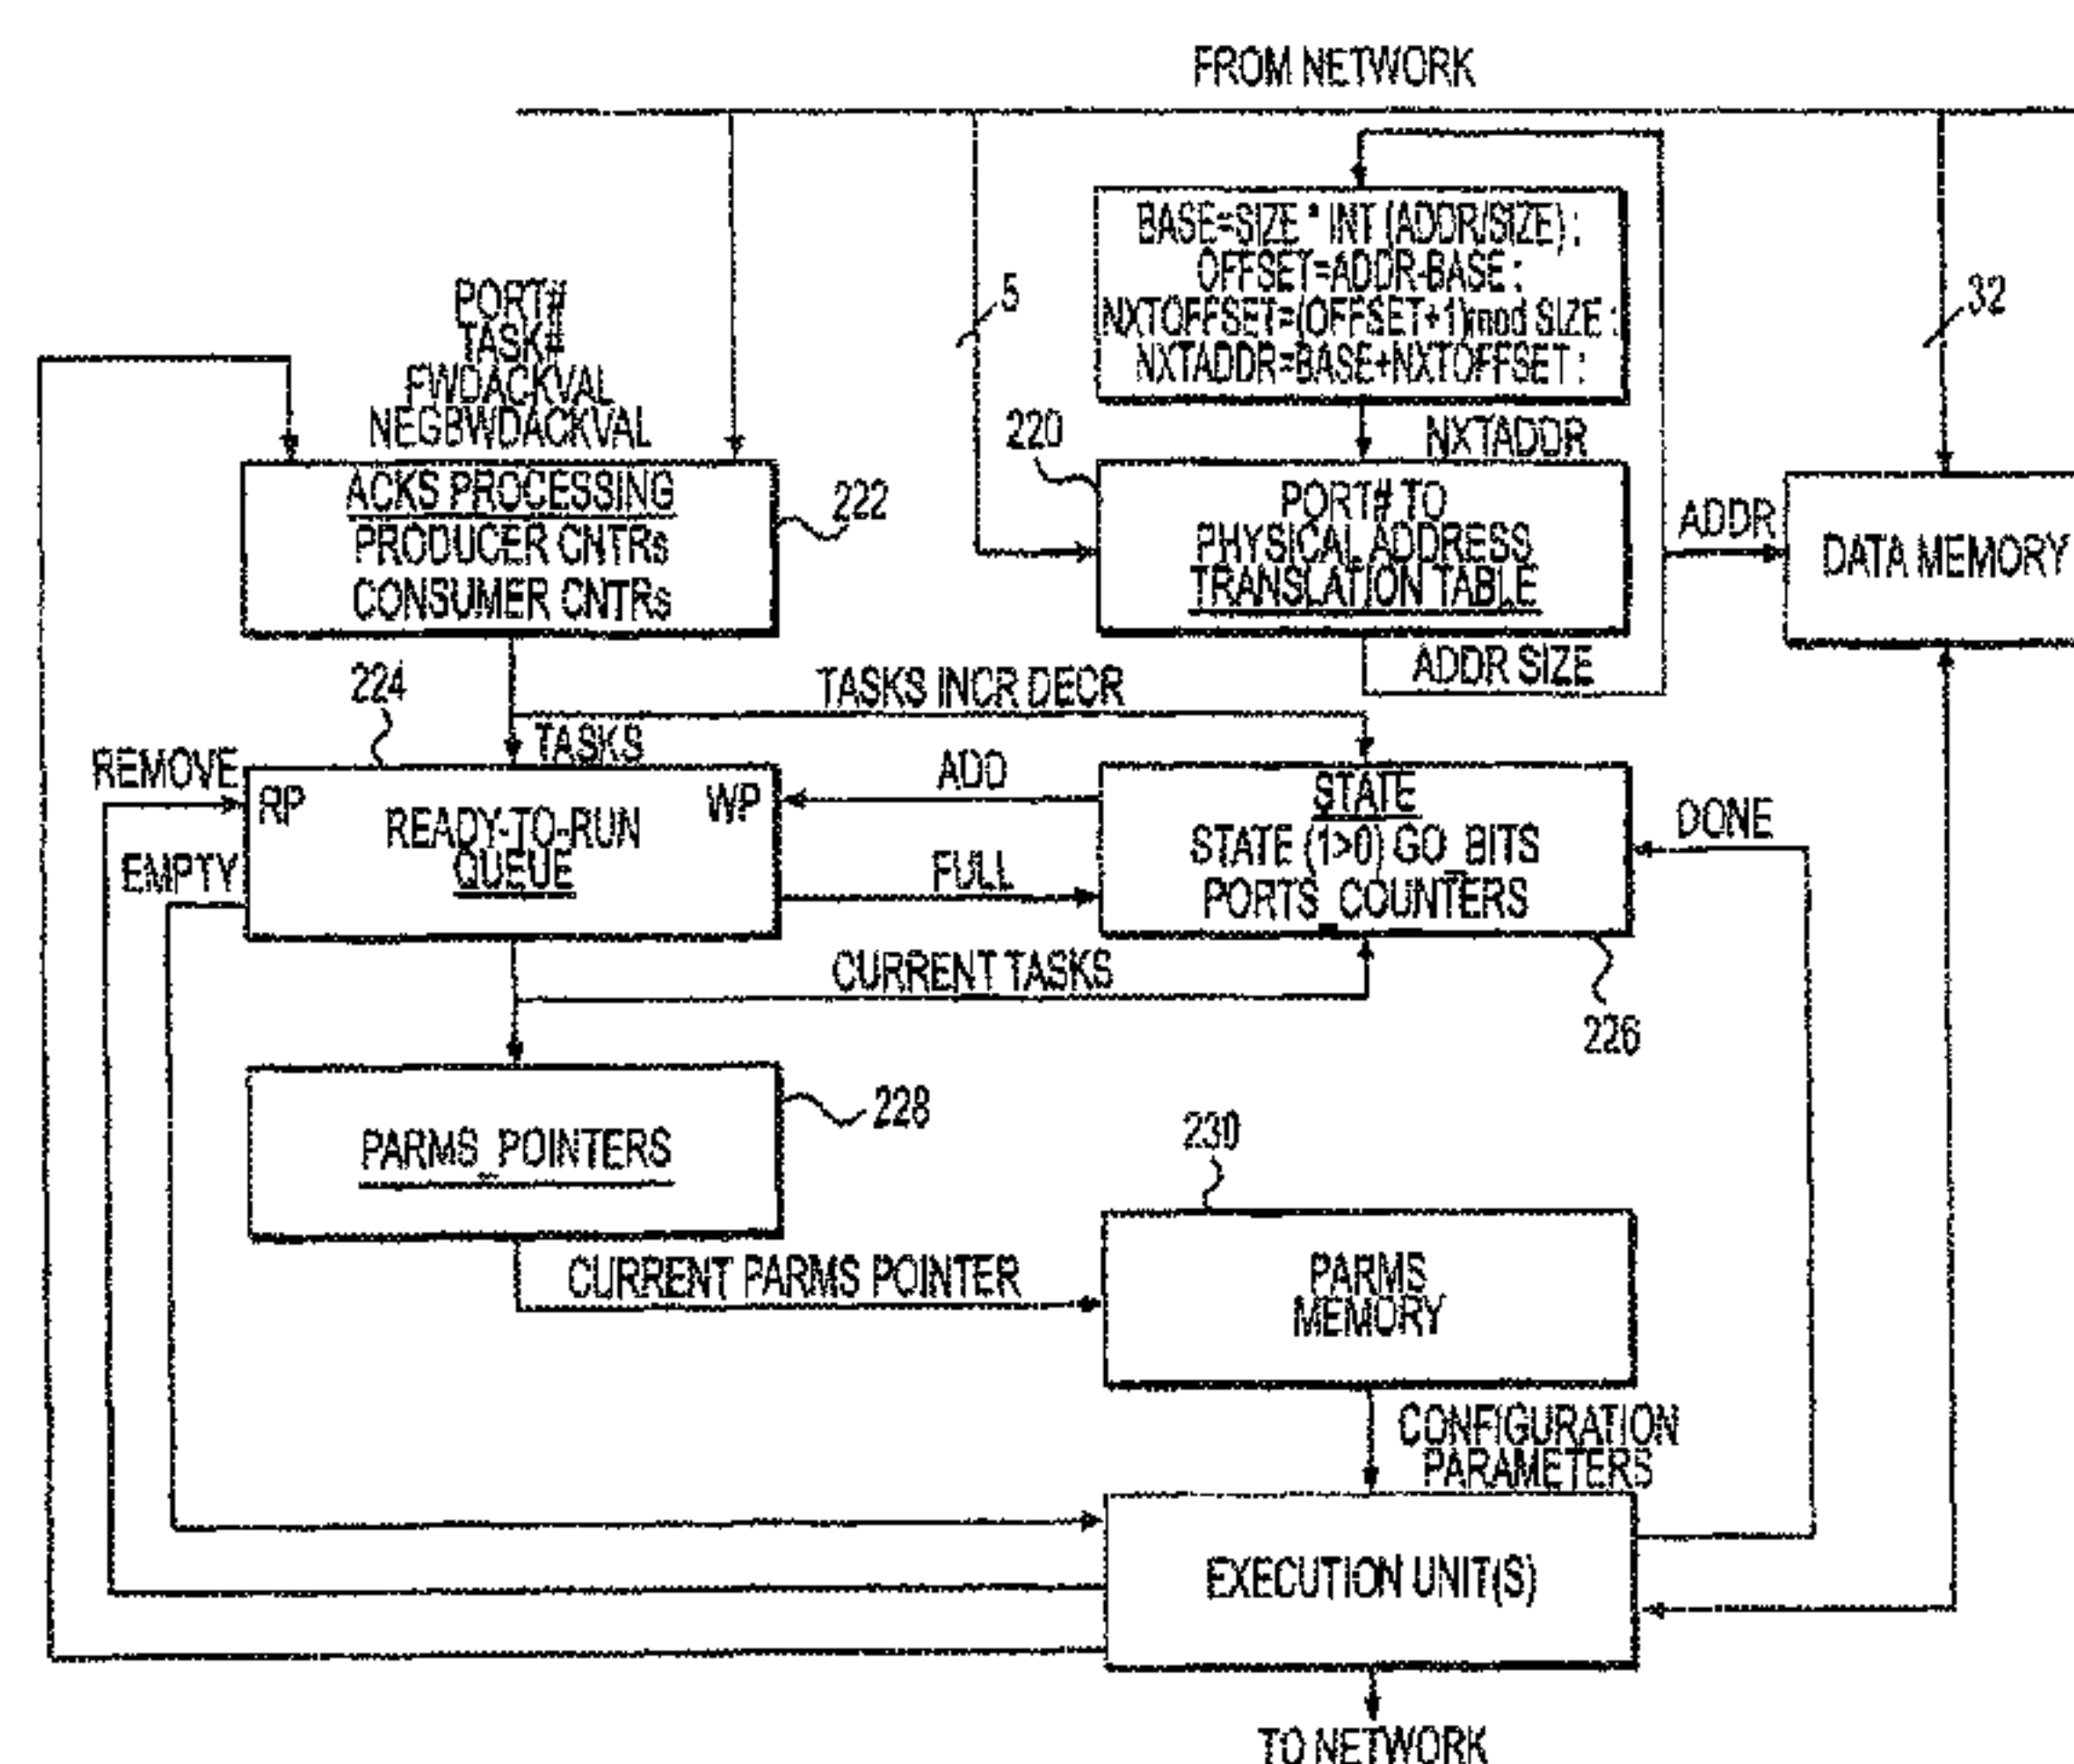 FROM NETWORK
BASE=SIZE * INT (ADDR/SIZE) ;
OFFSET=ADDR-BASE ;
NXTOFFSET=(OFFSET+1)mod SIZE ;
NXTADDR=BASE+NXTOFFSET ;
5
32
PORT#
TASK#
FWDACKVAL
NEGBWDACKVAL
220
NXTADDR
ACKS PROCESSING
PRODUCER CNTRs
CONSUMER CNTRs
222
PORT# TO
PHYSICAL ADDRESS
TRANSLATION TABLE
ADDR
DATA MEMORY
224
TASKS INCR DECR
ADDR SIZE
TASKS
REMOVE
RP
WP
READY-TO-RUN
QUEUE
EMPTY
ADD
FULL
STATE
STATE (1>0) GO_BITS
PORTS_COUNTERS
DONE
CURRENT TASKS
226
PARMS_POINTERS
228
230
CURRENT PARMS POINTER
PARMS
MEMORY
CONFIGURATION
PARAMETERS
EXECUTION UNIT(S)
TO NETWORK